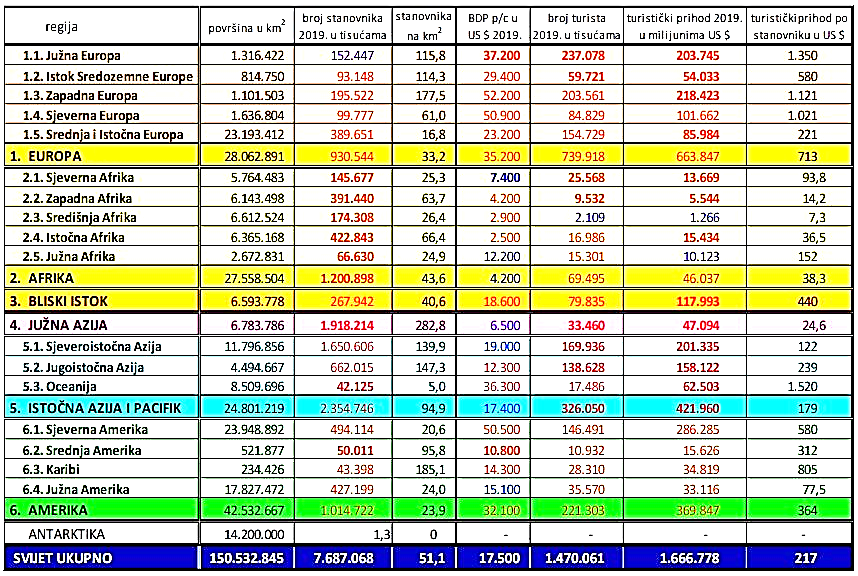 regija površina u km2 broj stanovnika 2019. u tisućama stanovnika na km2 BDP p/c u US $ 2019. broj turista 2019. u tisućama turistički prihod 2019. u milijunima US $ turističkiprihod po stanovniku u US $
1.1. Južna Europa 1.316.422 152.447 115,8 37.200 237.078 203.745 1.350
1.2. Istok Sredozemne Europe 814.750 93.148 114,3 29.400 59.721 54.033 580
1.3. Zapadna Europa 1.101.503 195.522 177,5 52.200 203.561 218.423 1.121
1.4. Sjeverna Europa 1.636.804 99.777 61,0 50.900 84.829 101.662 1.021
1.5. Srednja i Istočna Europa 23.193.412 389.651 16,8 23.200 154.729 85.984 221
1. EUROPA 28.062.891 930.544 33,2 35.200 739.918 663.847 713
2.1. Sjeverna Afrika 5.764.483 145.677 25,3 7.400 25.568 13.669 93,8
2.2. Zapadna Afrika 6.143.498 391.440 63,7 4.200 9.532 5.544 14,2
2.3. Središnja Afrika 6.612.524 174.308 26,4 2.900 2.109 1.266 7,3
2.4. Istočna Afrika 6.365.168 422.843 66,4 2.500 16.986 15.434 36,5
2.5. Južna Afrika 2.672.831 66.630 24,9 12.200 15.301 10.123 152
2. AFRIKA 27.558.504 1.200.898 43,6 4.200 69.495 46.037 38,3
3. BLISKI ISTOK 6.593.778 267.942 40,6 18.600 79.835 117.993 440
4. JUŽNA AZIJA 6.783.786 1.918.214 282,8 6.500 33.460 47.094 24,6
5.1. Sjeveroistočna Azija 11.796.856 1.650.606 139,9 19.000 169.936 201.335 122
5.2. Jugoistočna Azija 4.494.667 662.015 147,3 12.300 138.628 158.122 239
5.3. Oceanija 8.509.696 42.125 5,0 36.300 17.486 62.503 1.520
5. ISTOČNA AZIJA I PACIFIK 24.801.219 2.354.746 94,9 17.400 326.050 421.960 179
6.1. Sjeverna Amerika 23.948.892 494.114 20,6 50.500 146.491 286.285 580
6.2. Srednja Amerika 521.877 50.011 95,8 10.800 10.932 15.626 312
6.3. Karibi 234.426 43.398 185,1 14.300 28.310 34.819 805
6.4. Južna Amerika 17.827.472 427.199 24,0 15.100 35.570 33.116 77,5
6. AMERIKA 42.532.667 1.014.722 23,9 32.100 221.303 369.847 364
ANTARKTIKA 14.200.000 1,3 0 - - - -
SVIJET UKUPNO 150.532.845 7.687.068 51,1 17.500 1.470.061 1.666.778 217